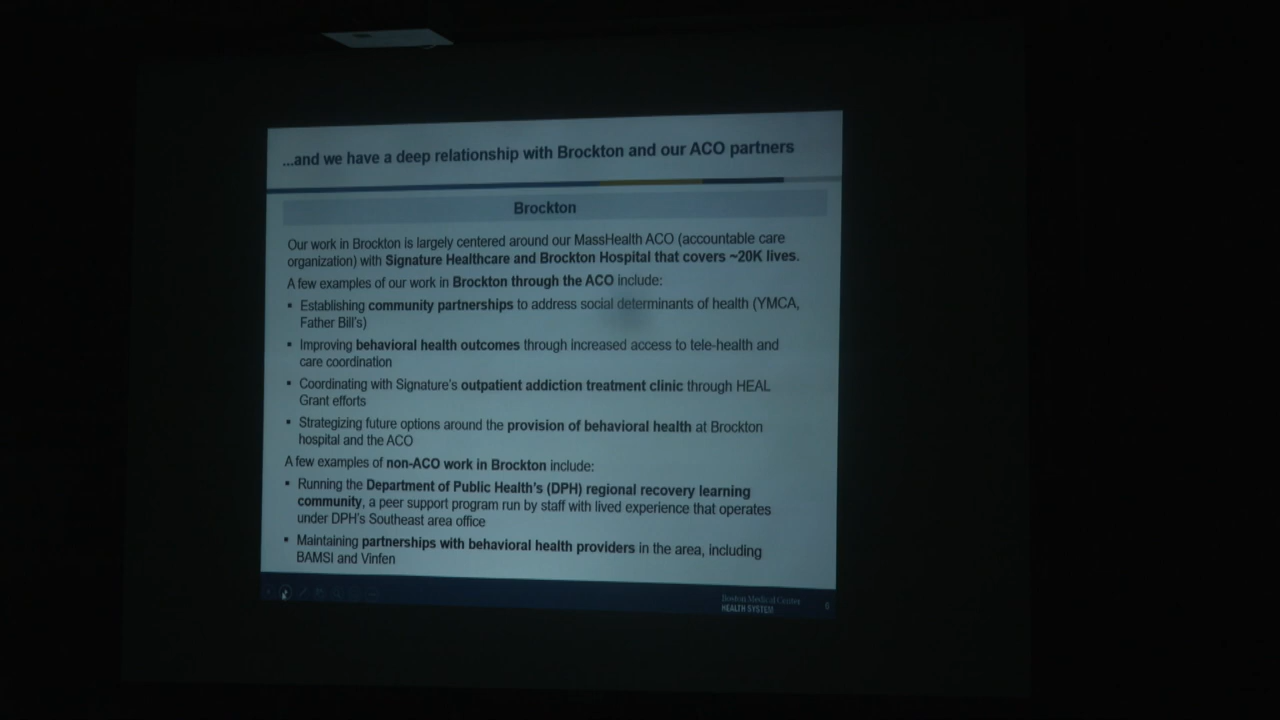 ...and we have a deep relationship with Brockton and our ACO partners
Brockton
Our work in Brockton is largely centered around our MassHealth ACO (accountable care
organization) with Signature Healthcare and Brockton Hospital that covers ~20K lives.
A few examples of our work in Brockton through the ACO include:
▪ Establishing community partnerships to address social determinants of health (YMCA,
Father Bill's)
▪ Improving behavioral health outcomes through increased access to tele-health and
care coordination
▪ Coordinating with Signature's outpatient addiction treatment clinic through HEAL
Grant efforts
▪ Strategizing future options around the provision of behavioral health at Brockton
hospital and the ACO
A few examples of non-ACO work in Brockton include:
▪ Running the Department of Public Health's (DPH) regional recovery learning
community, a peer support program run by staff with lived experience that operates
under DPH's Southeast area office
▪ Maintaining partnerships with behavioral health providers in the area, including
BAMSI and Vinfen
Boston Medical Center
HEALTH SYSTEM
6